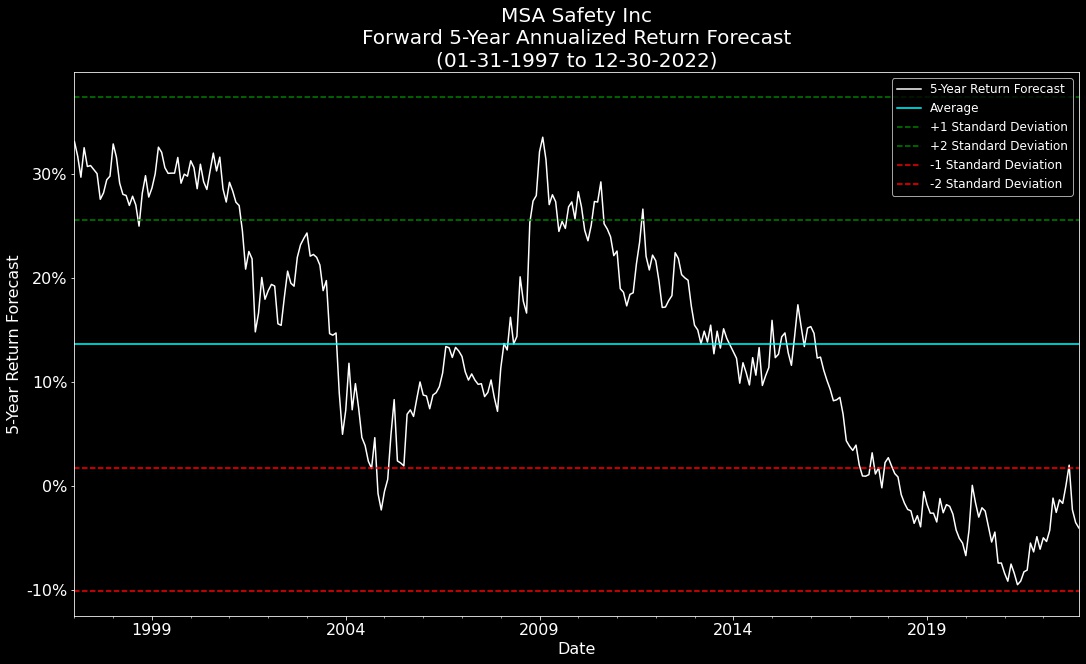 MSA Safety Inc
Forward 5-Year Annualized Return Forecast
(01-31-1997 to 12-30-2022)
5-Year Return Forecast
Average
+1 Standard Deviation
+2 Standard Deviation
-1 Standard Deviation
-2 Standard Deviation
5-Year Return Forecast
30%
20%
10%
0%
-10%
1999
2004
2009
2014
2019
Date